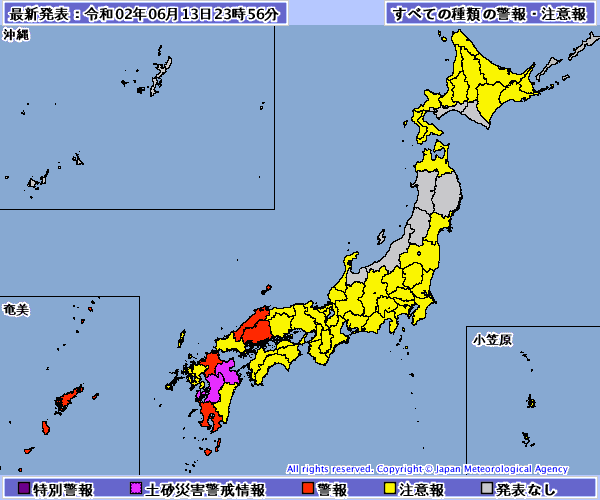 最新発表：令和02年06月13日23時56分
すべての種類の警報・注意報
沖縄
奄美
小笠原
All rights reserved. Copyright © Japan Meteorological Agency
特別警報 土砂災害警戒情報 警報 注意報 発表なし